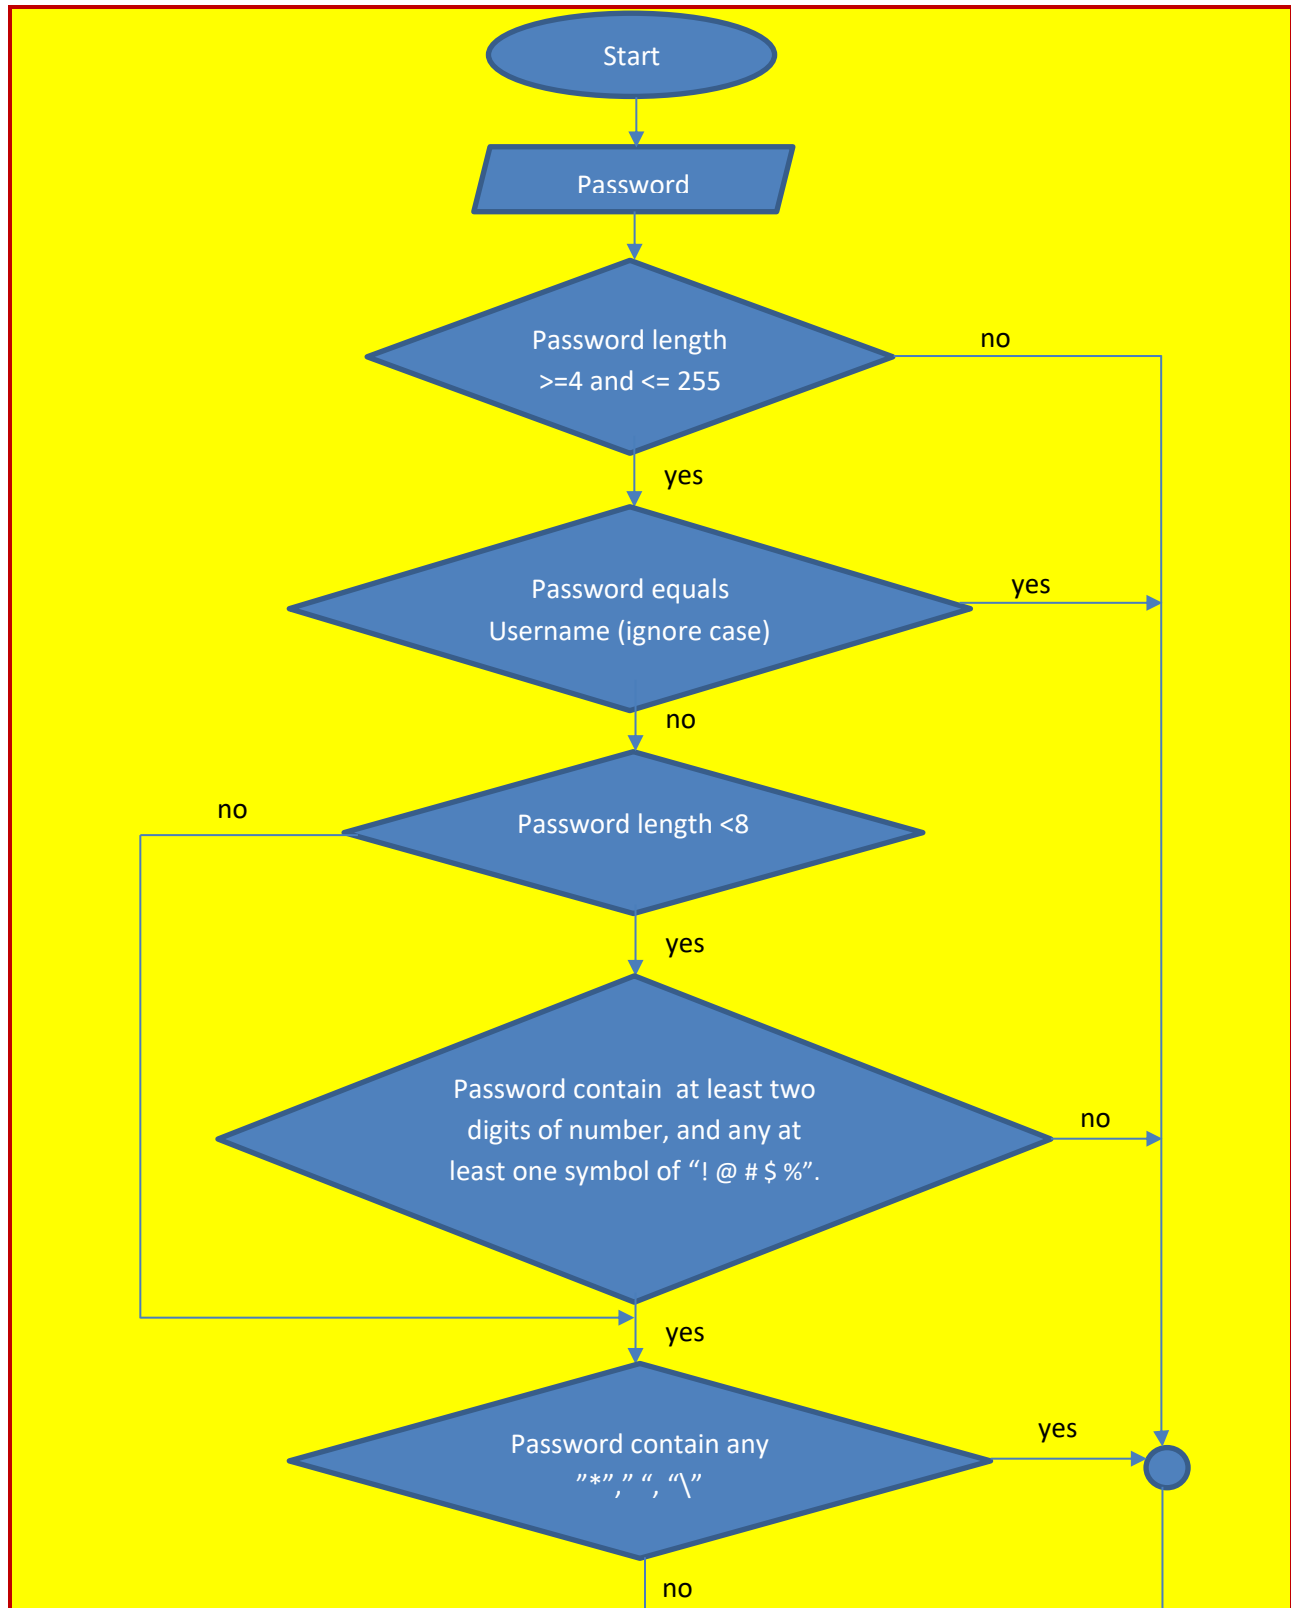 Start
Password
Password length
>=4 and <= 255
no
yes
Password equals
Username (ignore case)
yes
no
Password length <8
no
yes
Password contain  at least two
digits of number, and any at
least one symbol of “! @ # $ %”.
no
yes
Password contain any
”*”,” “, “\”
yes
no